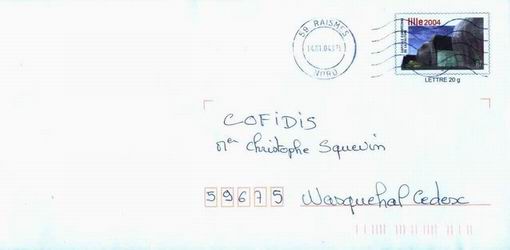 59 RAISMES
NORD
lille2004
LETTRE 20 g
COFIDIS
Mr Christophe Squevin
59675 Wasquehal Cedex